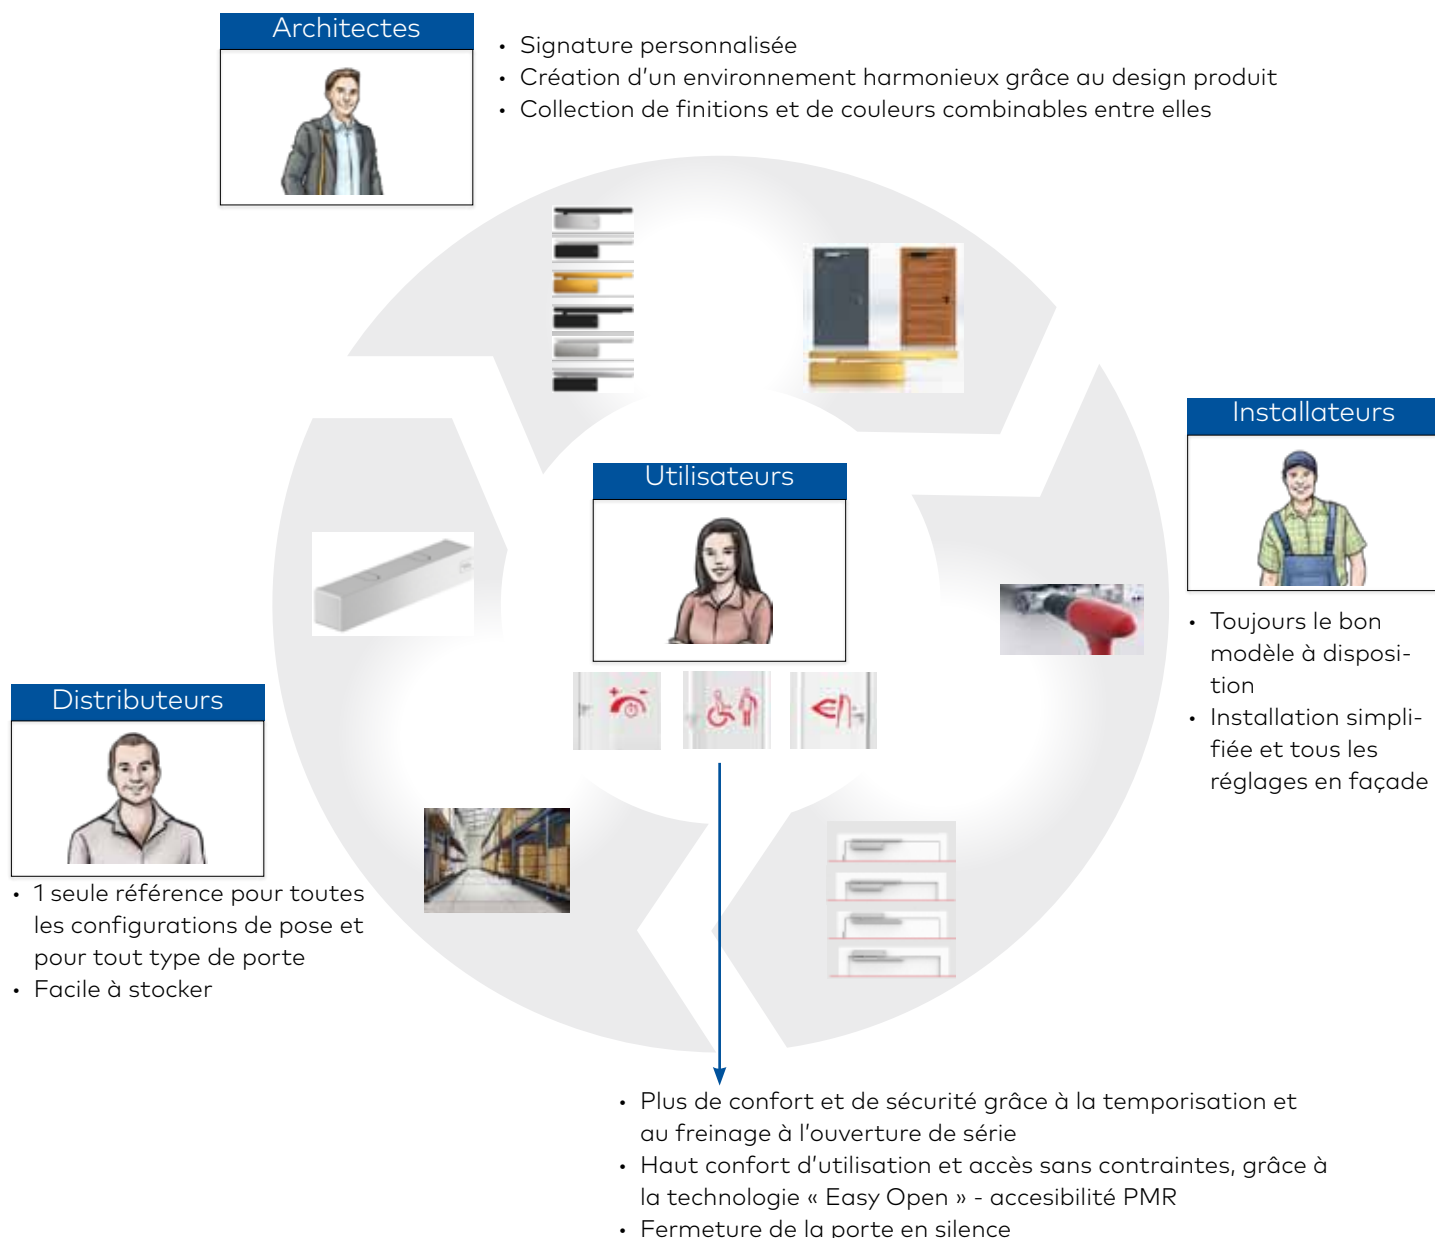 Architectes
• Signature personnalisée
• Création d'un environnement harmonieux grâce au design produit
• Collection de finitions et de couleurs combinables entre elles
Installateurs
• Toujours le bon
modèle à disposi-
tion
• Installation simpli-
fiée et tous les
réglages en façade
Utilisateurs
Distributeurs
• 1 seule référence pour toutes
les configurations de pose et
pour tout type de porte
• Facile à stocker
• Plus de confort et de sécurité grâce à la temporisation et
au freinage à l'ouverture de série
• Haut confort d'utilisation et accès sans contraintes, grâce à
la technologie « Easy Open » - accesibilité PMR
• Fermeture de la porte en silence